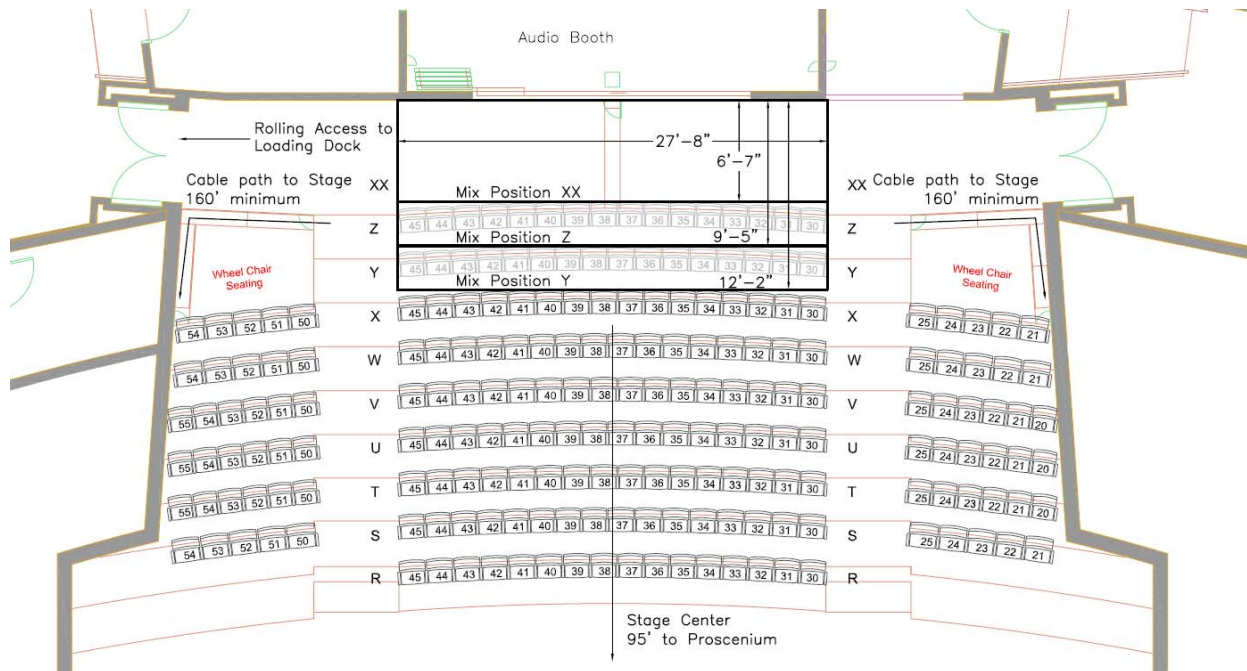 Audio Booth
Rolling Access to
Loading Dock
27'-8"
6'-7"
Cable path to Stage
160' minimum
XX
Mix Position XX
XX
Cable path to Stage
160' minimum
Z
45 44 43 42 41 40 39 38 37 36 35 34 33 32 31 30
Z
Mix Position Z
9'-5"
Wheel Chair
Seating
Y
45 44 43 42 41 40 39 38 37 36 35 34 33 32 31 30
Y
Wheel Chair
Seating
Mix Position Y
12'-2"
54 53 52 51 50 X 45 44 43 42 41 40 39 38 37 36 35 34 33 32 31 30 X 25 24 23 22 21
54 53 52 51 50 W 45 44 43 42 41 40 39 38 37 36 35 34 33 32 31 30 W 25 24 23 22 21
55 54 53 52 51 50 V 45 44 43 42 41 40 39 38 37 36 35 34 33 32 31 30 V 25 24 23 22 21 20
55 54 53 52 51 50 U 45 44 43 42 41 40 39 38 37 36 35 34 33 32 31 30 U 25 24 23 22 21 20
55 54 53 52 51 50 T 45 44 43 42 41 40 39 38 37 36 35 34 33 32 31 30 T 25 24 23 22 21 20
54 53 52 51 50 S 45 44 43 42 41 40 39 38 37 36 35 34 33 32 31 30 S 25 24 23 22 21
R 45 44 43 42 41 40 39 38 37 36 35 34 33 32 31 30 R
Stage Center
95' to Proscenium